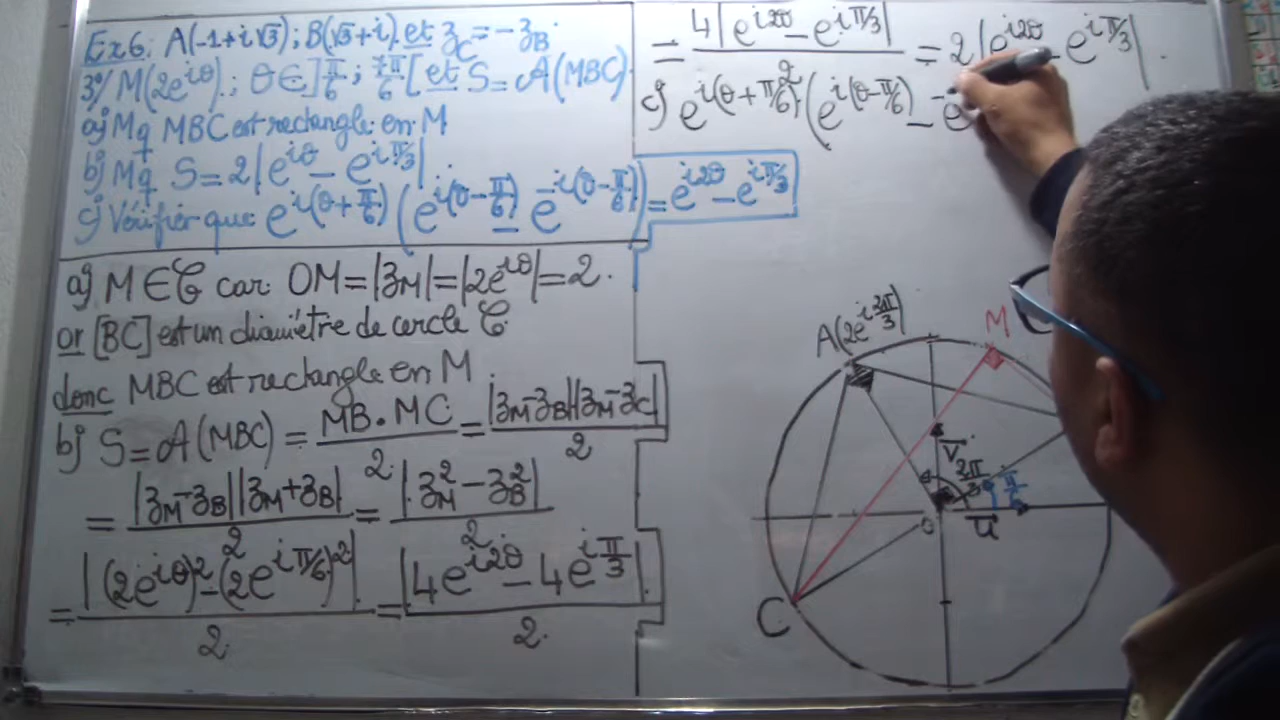 Ex6: A(-1+i√3); B(√3+i) et z_C = -z_B
3°/ M(2e^{iθ}); θ∈]π/6; 7π/6[ et S=A(MBC)
a) Mq MBC est rectangle en M
b) Mq S=2|e^{iθ} - e^{iπ/3}|
c) Vérifier que e^{i(θ+π/6)}(e^{i(θ-π/6)} - e^{-i(θ-π/6)}) = e^{i2θ} - e^{iπ/3}
a) M∈C car OM=|z_M|=|2e^{iθ}|=2.
or [BC] est un diamètre de cercle C
donc MBC est rectangle en M
b) S=A(MBC) = MB·MC/2 = |z_M-z_B||z_M-z_C|/2
= |z_M-z_B||z_M+z_B|/2 = |z_M^2 - z_B^2|/2
= |(2e^{iθ})^2-(2e^{iπ/6})^2|/2 = |4e^{i2θ} - 4e^{iπ/3}|/2.
= 4|e^{i2θ} - e^{iπ/3}|/2 = 2|e^{i2θ} - e^{iπ/3}|.
c) e^{i(θ+π/6)}(e^{i(θ-π/6)} - e^-
A(2e^{i2π/3})
M
V
2π/3
π/6
O
u
C